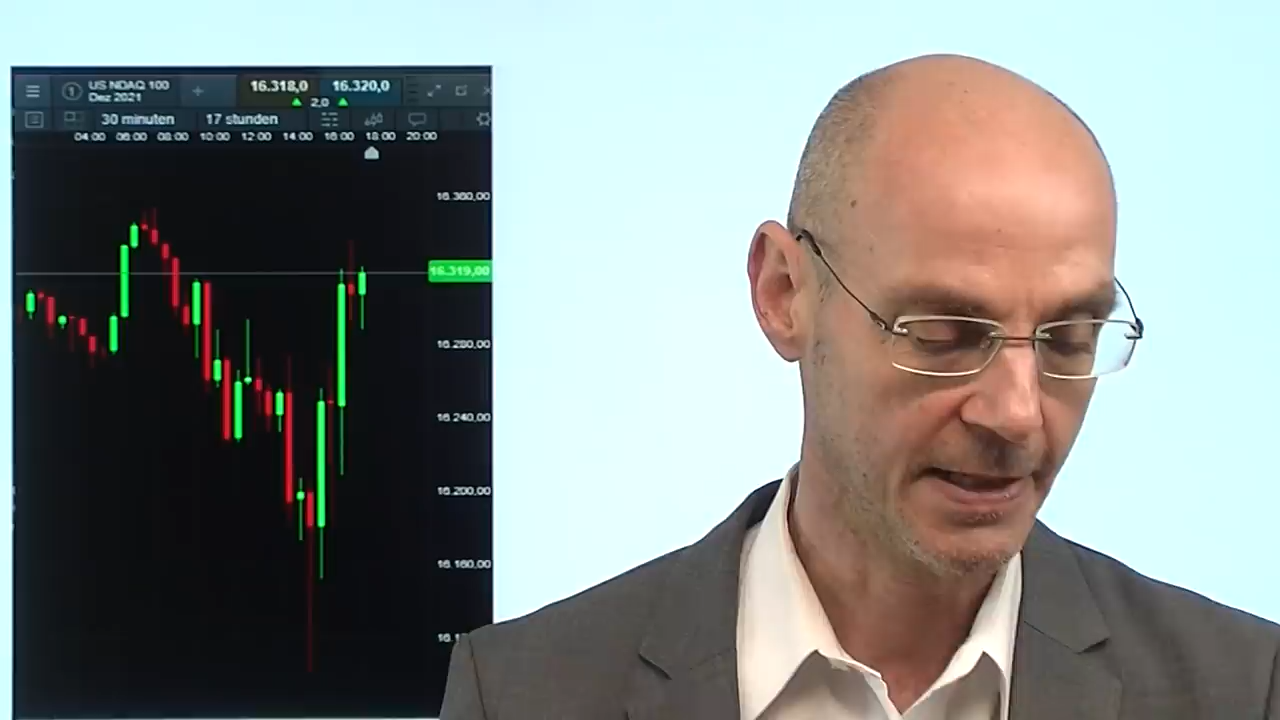 US NDAQ 100
Dez 2021
16.318,0
16.320,0
2,0
30 minuten
17 stunden
04:00 06:00 08:00 10:00 12:00 14:00 16:00 18:00 20:00
16.360,00
16.319,00
16.280,00
16.240,00
16.200,00
16.160,00